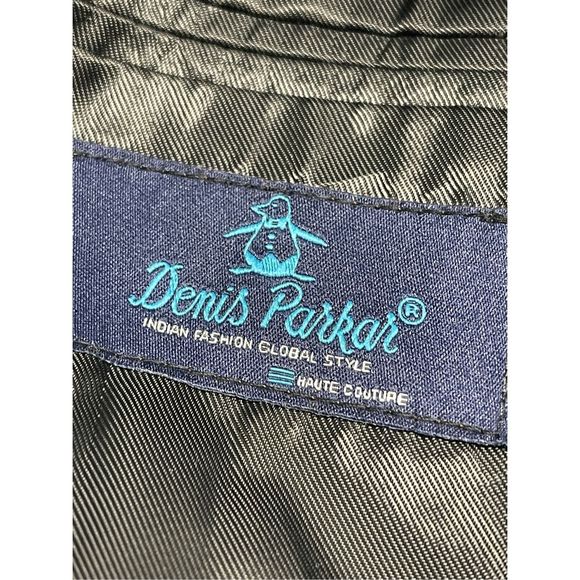 Denis Parkar®
INDIAN FASHION GLOBAL STYLE
HAUTE COUTURE